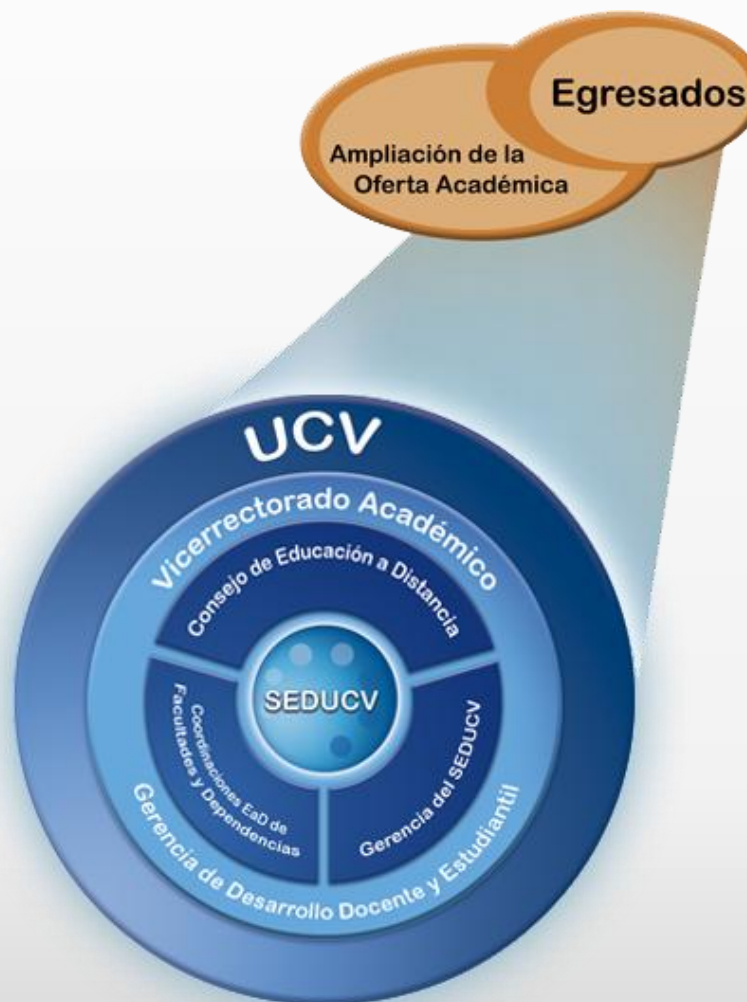 Egresados
Ampliación de la
Oferta Académica
UCV
Vicerrectorado Académico
Consejo de Educación a Distancia
SEDUCV
Coordinaciones EaD de
Facultades y Dependencias
Gerencia del SEDUCV
Gerencia de Desarrollo Docente y Estudiantil